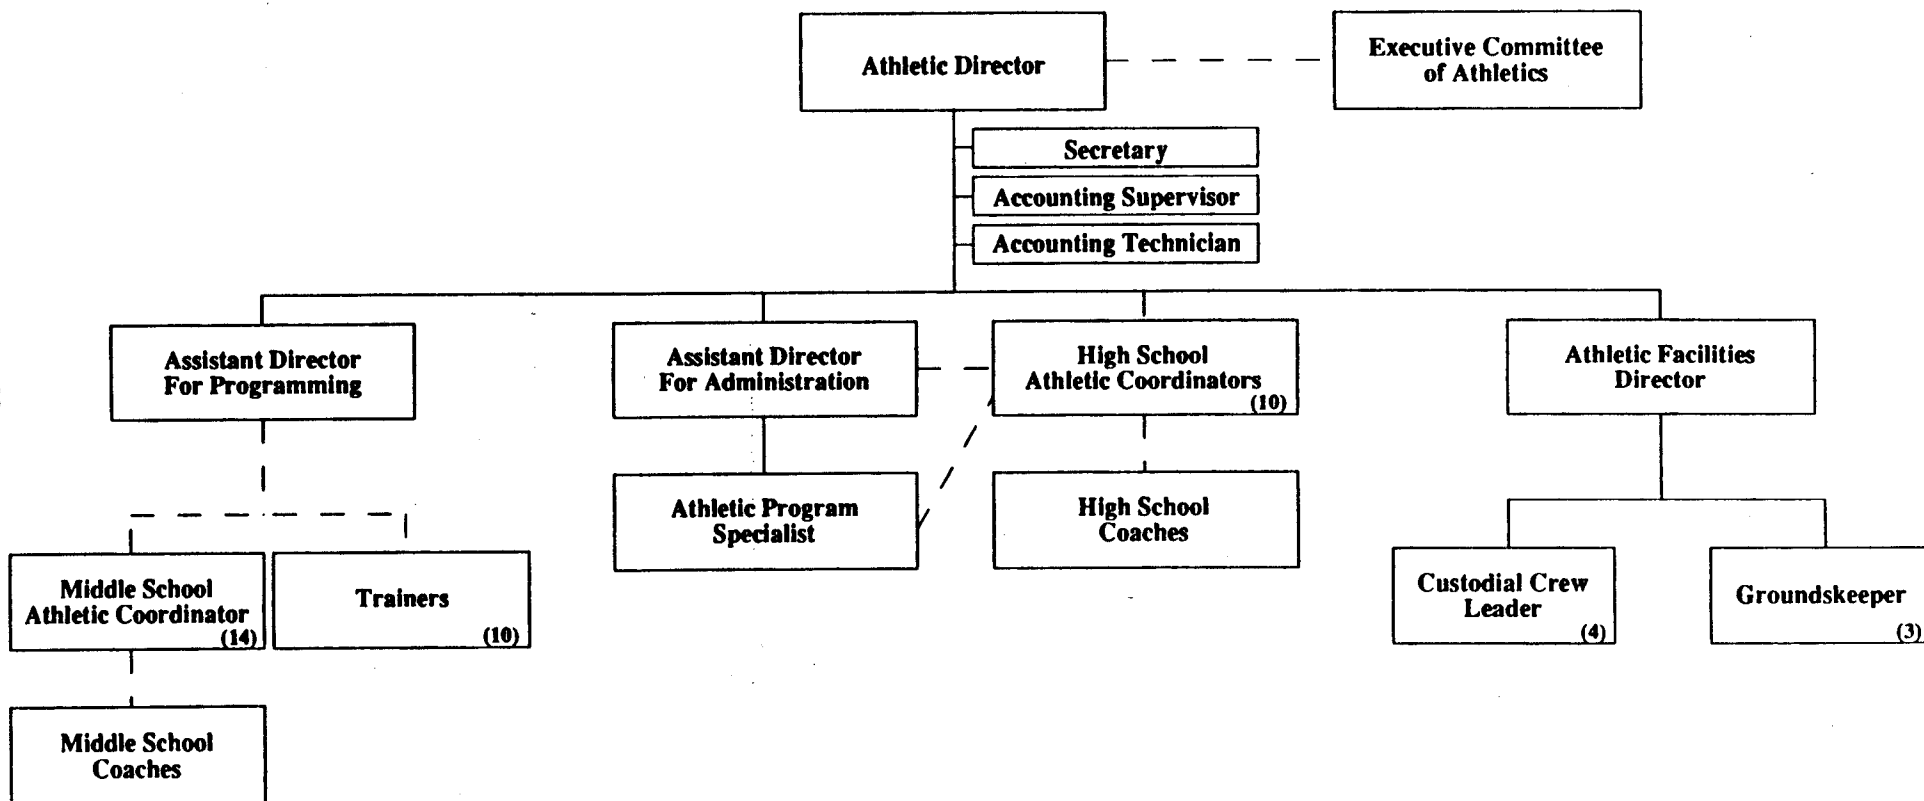 Athletic Director
Executive Committee
of Athletics
Secretary
Accounting Supervisor
Accounting Technician
Assistant Director
For Programming
Assistant Director
For Administration
High School
Athletic Coordinators
(10)
Athletic Facilities
Director
Athletic Program
Specialist
High School
Coaches
Middle School
Athletic Coordinator
(14)
Trainers
(10)
Custodial Crew
Leader
(4)
Groundskeeper
(3)
Middle School
Coaches